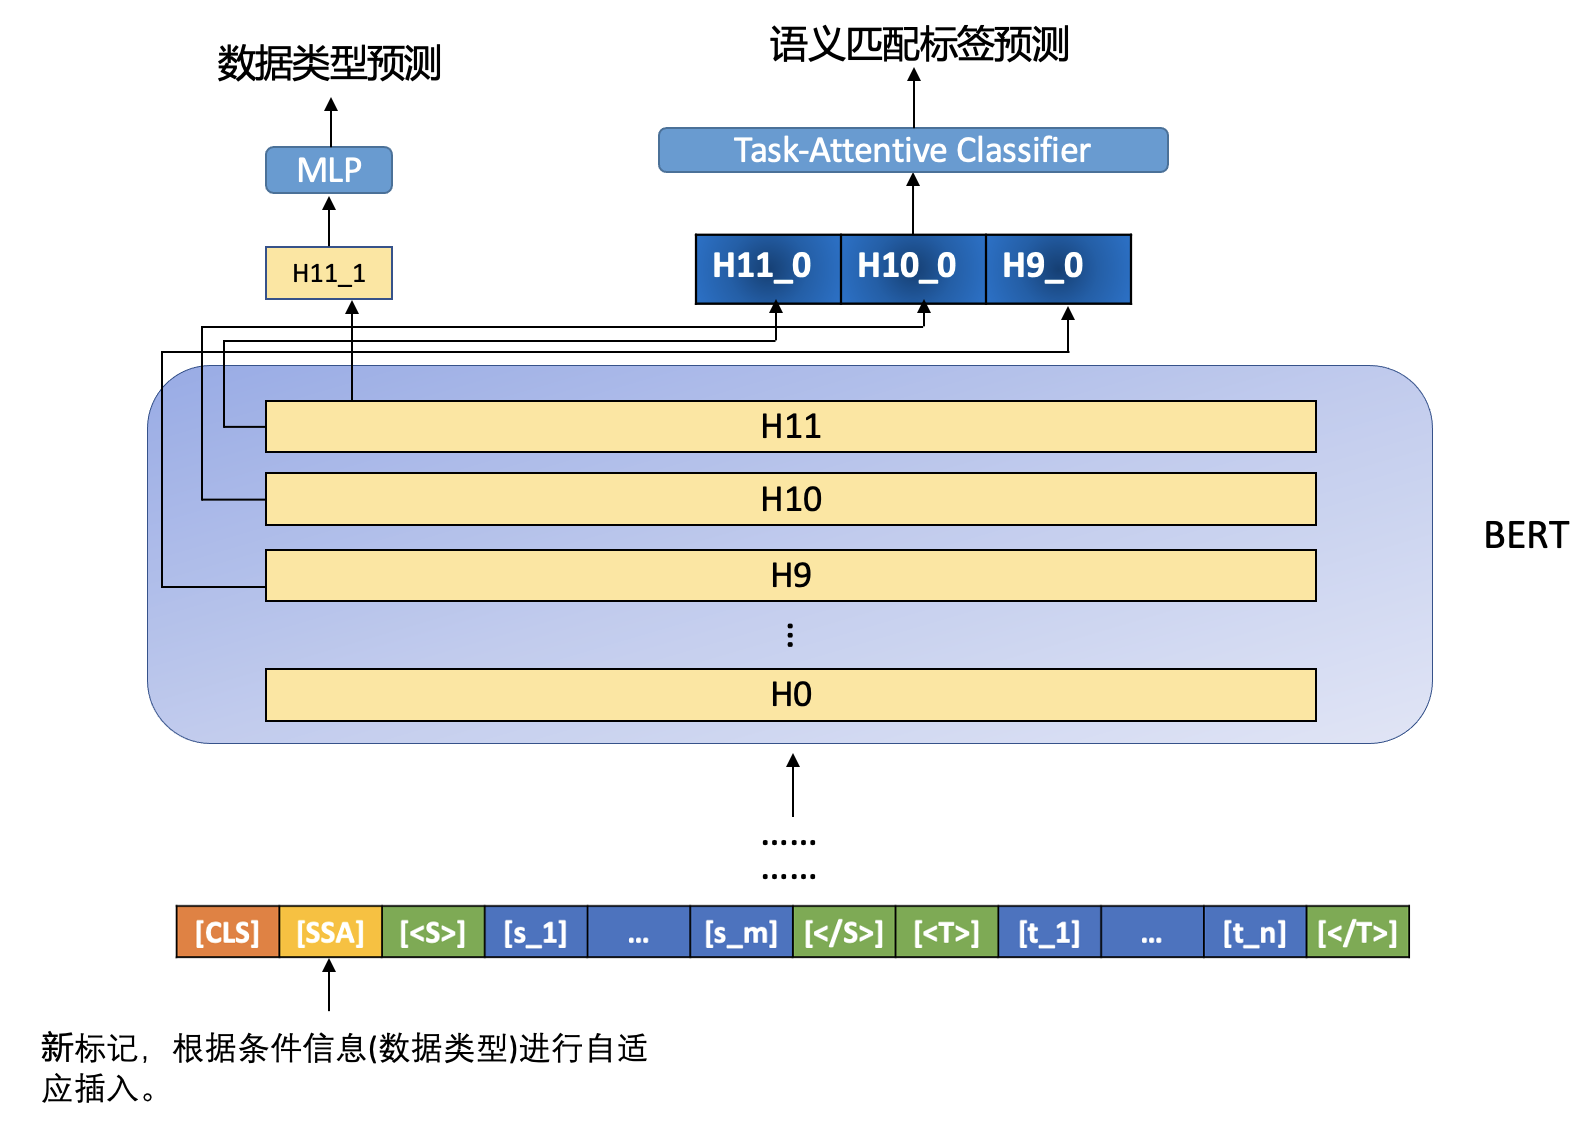 数据类型预测
语义匹配标签预测
MLP
Task-Attentive Classifier
H11_1
H11_0 H10_0 H9_0
H11
H10
H9
...
H0
BERT
......
......
[CLS] [SSA] [<S>] [s_1] ... [s_m] [</S>] [<T>] [t_1] ... [t_n] [</T>]
新标记，根据条件信息(数据类型)进行自适
应插入。